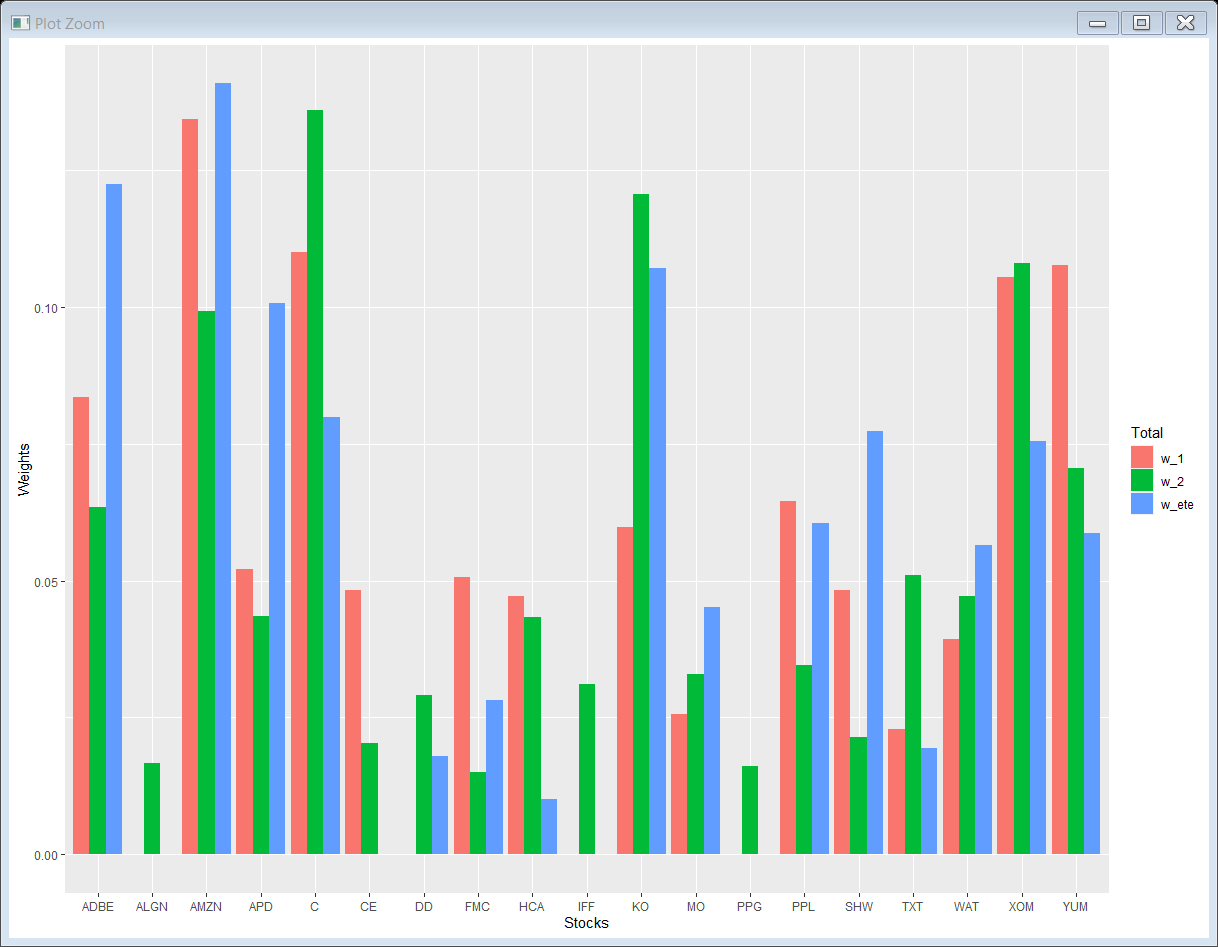 Plot Zoom
Weights
0.10
0.05
0.00
ADBE ALGN AMZN APD C CE DD FMC HCA IFF KO MO PPG PPL SHW TXT WAT XOM YUM
Stocks
Total
w_1
w_2
w_ete